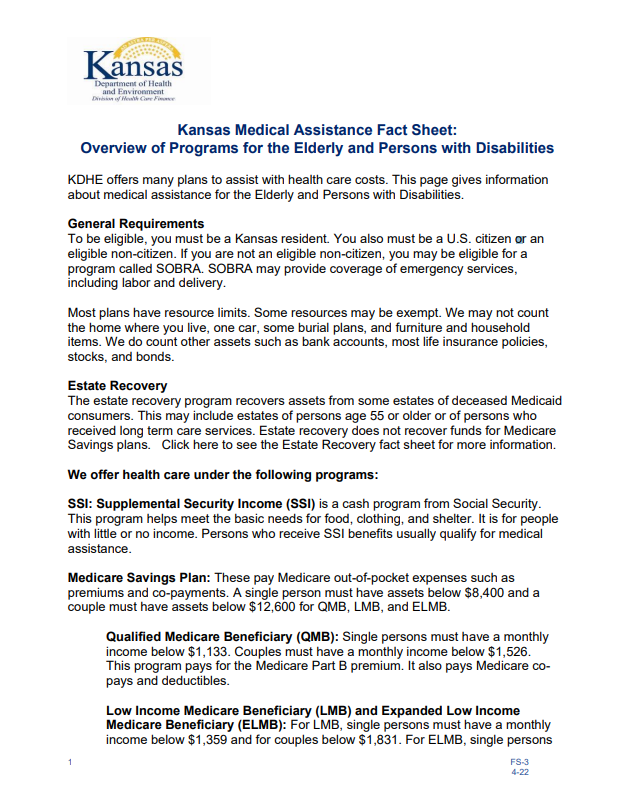 AD ASTRA PER ASPERA
Kansas
Department of Health
and Environment
Division of Health Care Finance
Kansas Medical Assistance Fact Sheet:
Overview of Programs for the Elderly and Persons with Disabilities
KDHE offers many plans to assist with health care costs. This page gives information
about medical assistance for the Elderly and Persons with Disabilities.
General Requirements
To be eligible, you must be a Kansas resident. You also must be a U.S. citizen or an
eligible non-citizen. If you are not an eligible non-citizen, you may be eligible for a
program called SOBRA. SOBRA may provide coverage of emergency services,
including labor and delivery.
Most plans have resource limits. Some resources may be exempt. We may not count
the home where you live, one car, some burial plans, and furniture and household
items. We do count other assets such as bank accounts, most life insurance policies,
stocks, and bonds.
Estate Recovery
The estate recovery program recovers assets from some estates of deceased Medicaid
consumers. This may include estates of persons age 55 or older or of persons who
received long term care services. Estate recovery does not recover funds for Medicare
Savings plans.   Click here to see the Estate Recovery fact sheet for more information.
We offer health care under the following programs:
SSI: Supplemental Security Income (SSI) is a cash program from Social Security.
This program helps meet the basic needs for food, clothing, and shelter. It is for people
with little or no income. Persons who receive SSI benefits usually qualify for medical
assistance.
Medicare Savings Plan: These pay Medicare out-of-pocket expenses such as
premiums and co-payments. A single person must have assets below $8,400 and a
couple must have assets below $12,600 for QMB, LMB, and ELMB.
Qualified Medicare Beneficiary (QMB): Single persons must have a monthly
income below $1,133. Couples must have a monthly income below $1,526.
This program pays for the Medicare Part B premium. It also pays Medicare co-
pays and deductibles.
Low Income Medicare Beneficiary (LMB) and Expanded Low Income
Medicare Beneficiary (ELMB): For LMB, single persons must have a monthly
income below $1,359 and for couples below $1,831. For ELMB, single persons
1
FS-3
4-22